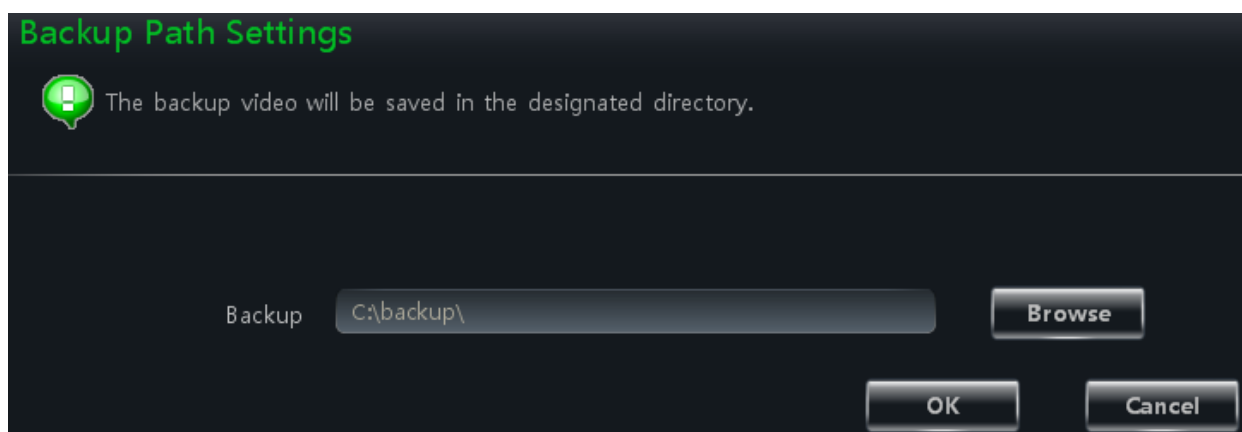 Backup Path Settings
The backup video will be saved in the designated directory.
Backup C:\backup\ Browse
OK Cancel